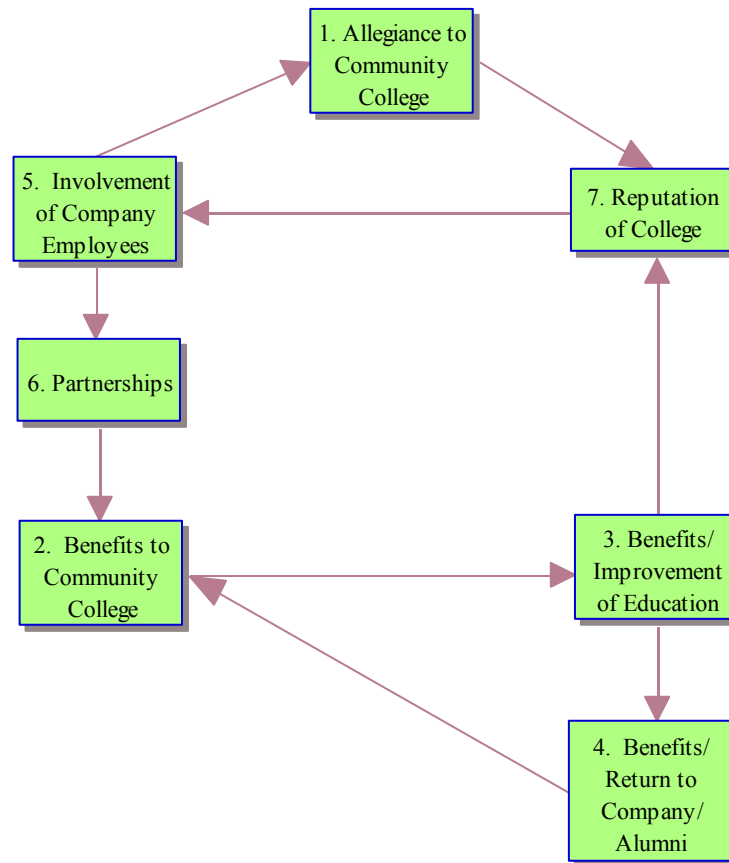 1. Allegiance to
Community
College
5. Involvement
of Company
Employees
7. Reputation
of College
6. Partnerships
2. Benefits to
Community
College
3. Benefits/
Improvement
of Education
4. Benefits/
Return to
Company/
Alumni